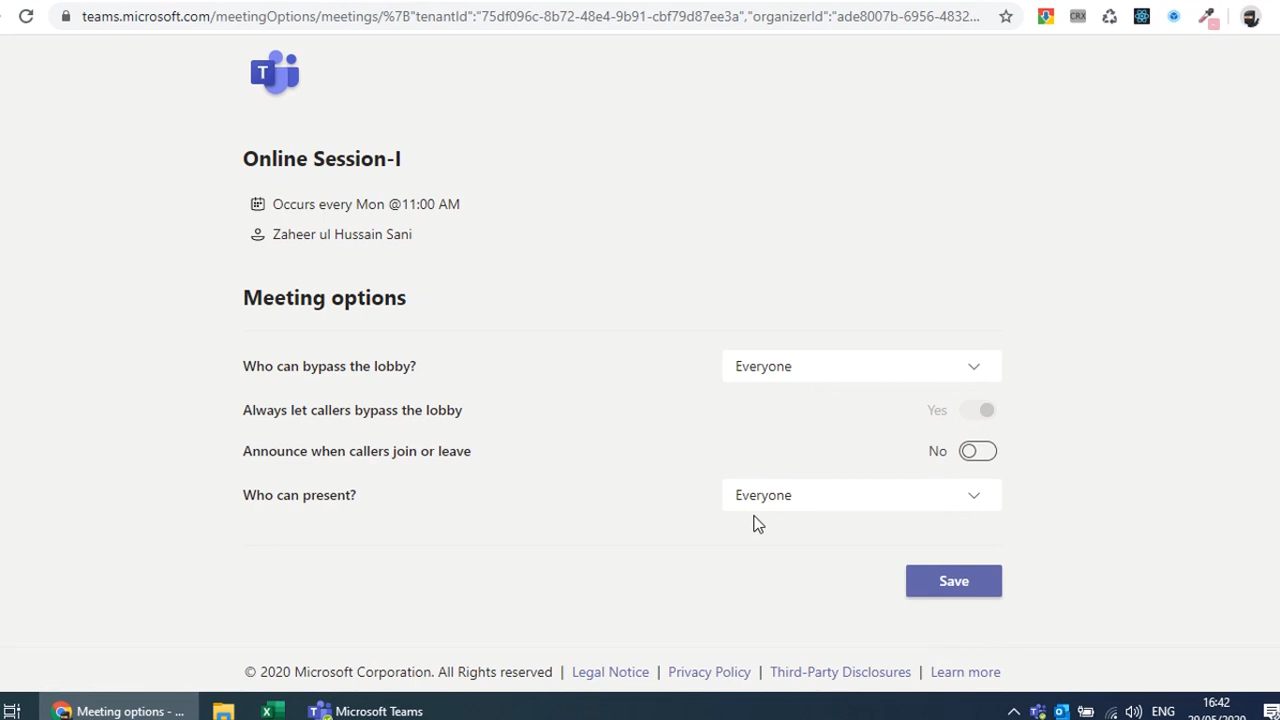 teams.microsoft.com/meetingOptions/meetings/%7B"tenantId":"75df096c-8b72-48e4-9b91-cbf79d87ee3a","organizerId":"ade8007b-6956-4832...
CRX
T
Online Session-I
Occurs every Mon @11:00 AM
Zaheer ul Hussain Sani
Meeting options
Who can bypass the lobby?
Everyone
Always let callers bypass the lobby
Yes
Announce when callers join or leave
No
Who can present?
Everyone
Save
© 2020 Microsoft Corporation. All Rights reserved | Legal Notice | Privacy Policy | Third-Party Disclosures | Learn more
Meeting options - ...
Microsoft Teams
ENG
16:42
29/05/2020